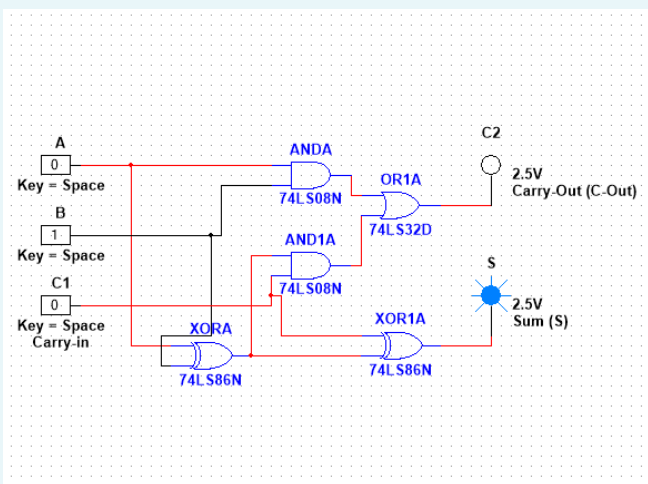 A
0
Key = Space
B
1
Key = Space
C1
0
Key = Space
Carry-in
ANDA
74LS08N
AND1A
74LS08N
XORA
74LS86N
OR1A
74LS32D
XOR1A
74LS86N
C2
2.5V
Carry-Out (C-Out)
S
2.5V
Sum (S)